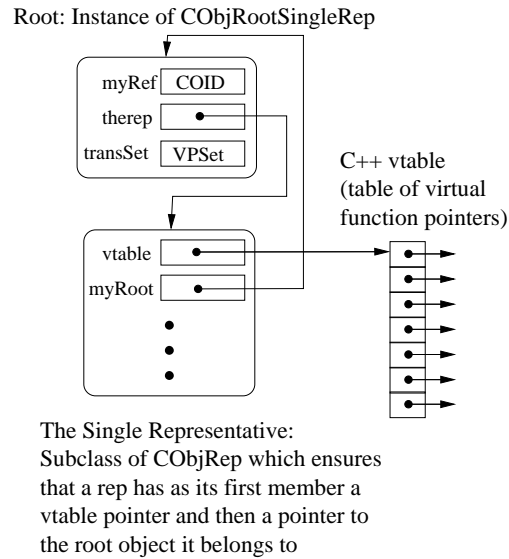 Root: Instance of CObjRootSingleRep
myRef COID
therep
transSet VPSet
C++ vtable
(table of virtual
function pointers)
vtable
myRoot
The Single Representative:
Subclass of CObjRep which ensures
that a rep has as its first member a
vtable pointer and then a pointer to
the root object it belongs to